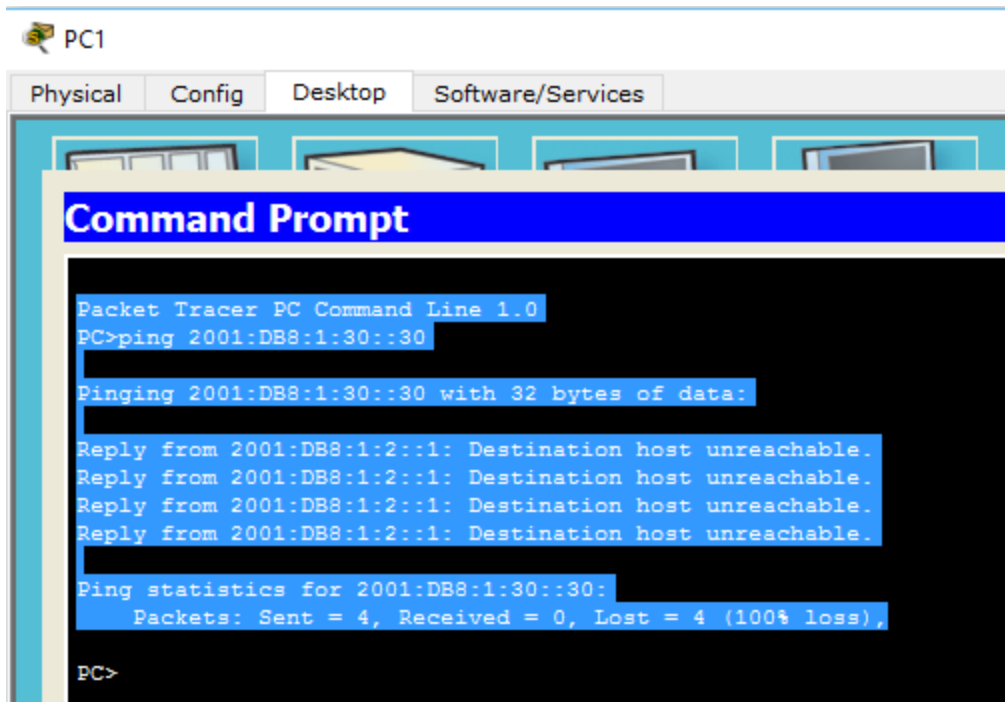 PC1
Physical Config Desktop Software/Services
Command Prompt
Packet Tracer PC Command Line 1.0
PC>ping 2001:DB8:1:30::30
Pinging 2001:DB8:1:30::30 with 32 bytes of data:
Reply from 2001:DB8:1:2::1: Destination host unreachable.
Reply from 2001:DB8:1:2::1: Destination host unreachable.
Reply from 2001:DB8:1:2::1: Destination host unreachable.
Reply from 2001:DB8:1:2::1: Destination host unreachable.
Ping statistics for 2001:DB8:1:30::30:
Packets: Sent = 4, Received = 0, Lost = 4 (100% loss),
PC>